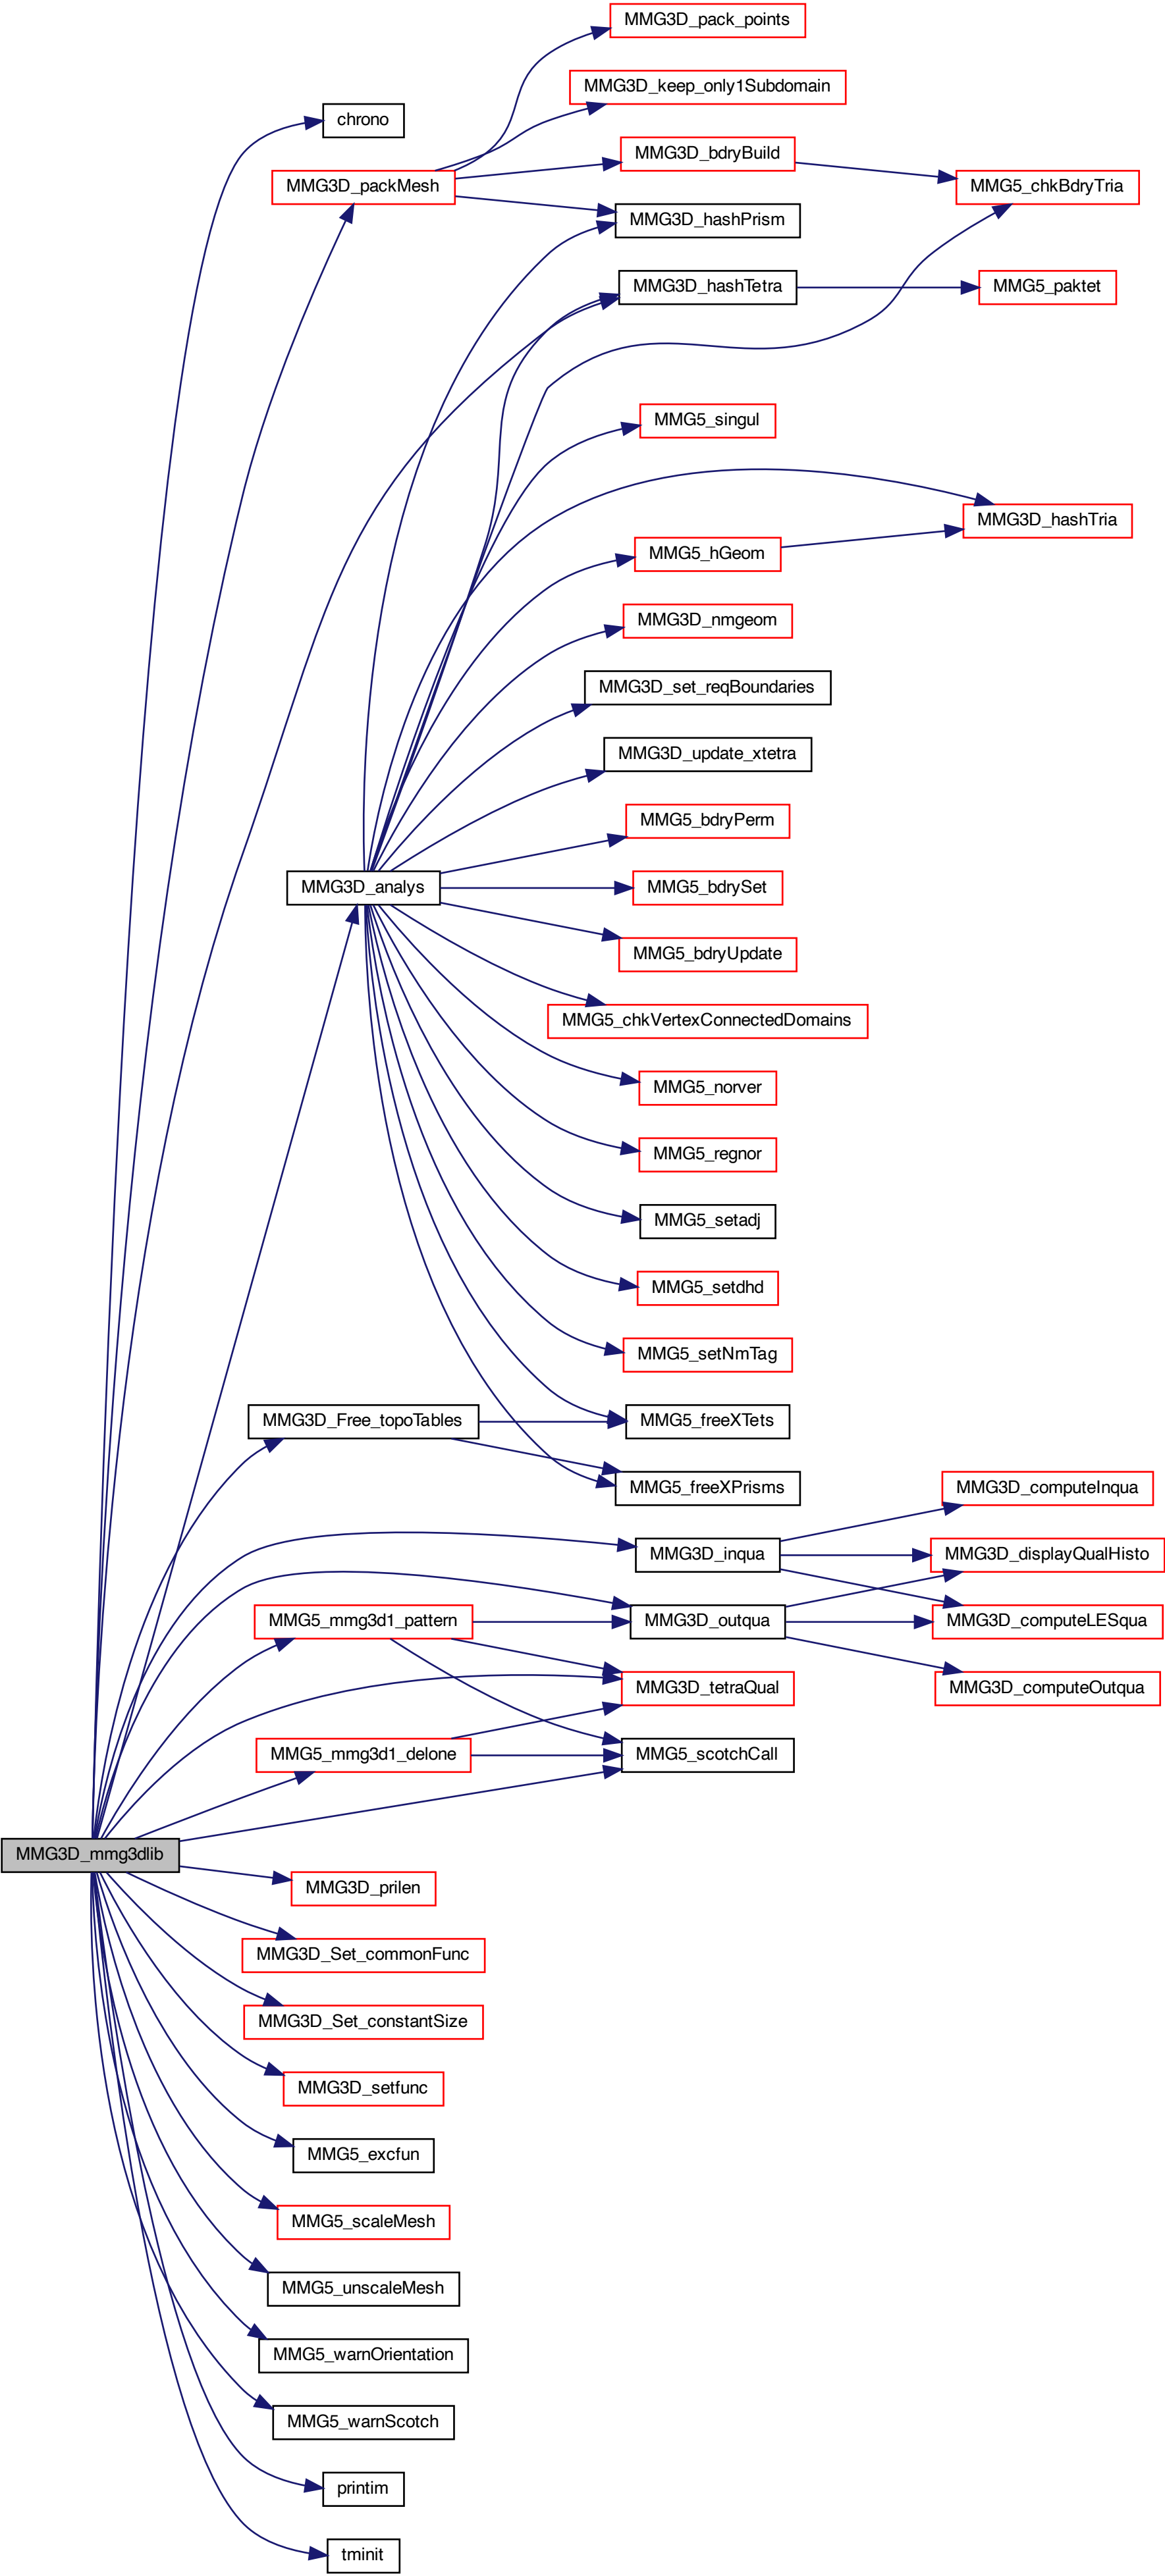 MMG3D_pack_points
MMG3D_keep_only1Subdomain
chrono
MMG3D_bdryBuild
MMG3D_packMesh
MMG5_chkBdryTria
MMG3D_hashPrism
MMG3D_hashTetra
MMG5_paktet
MMG5_singul
MMG3D_hashTria
MMG5_hGeom
MMG3D_nmgeom
MMG3D_set_reqBoundaries
MMG3D_update_xtetra
MMG5_bdryPerm
MMG3D_analys
MMG5_bdrySet
MMG5_bdryUpdate
MMG5_chkVertexConnectedDomains
MMG5_norver
MMG5_regnor
MMG5_setadj
MMG5_setdhd
MMG5_setNmTag
MMG3D_Free_topoTables
MMG5_freeXTets
MMG5_freeXPrisms
MMG3D_computeInqua
MMG3D_inqua
MMG3D_displayQualHisto
MMG5_mmg3d1_pattern
MMG3D_outqua
MMG3D_computeLESqua
MMG3D_tetraQual
MMG3D_computeOutqua
MMG5_mmg3d1_delone
MMG5_scotchCall
MMG3D_mmg3dlib
MMG3D_prilen
MMG3D_Set_commonFunc
MMG3D_Set_constantSize
MMG3D_setfunc
MMG5_excfun
MMG5_scaleMesh
MMG5_unscaleMesh
MMG5_warnOrientation
MMG5_warnScotch
printim
tminit